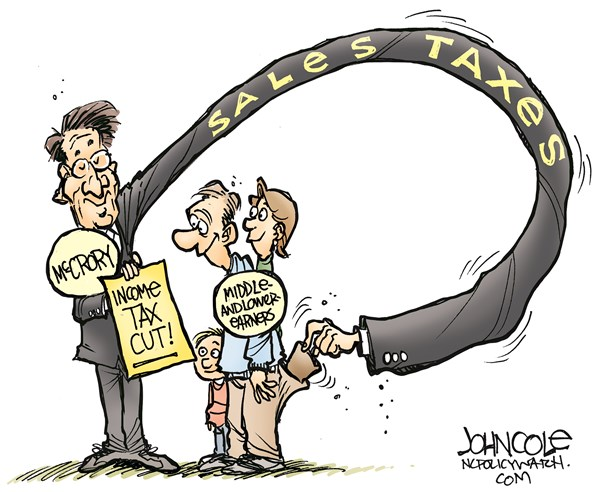 SALES TAXES
McCRORY
INCOME
TAX
CUT!
MIDDLE-
AND LOWER-
EARNERS
JOHN COLE
NCPOLICYWATCH.
COM